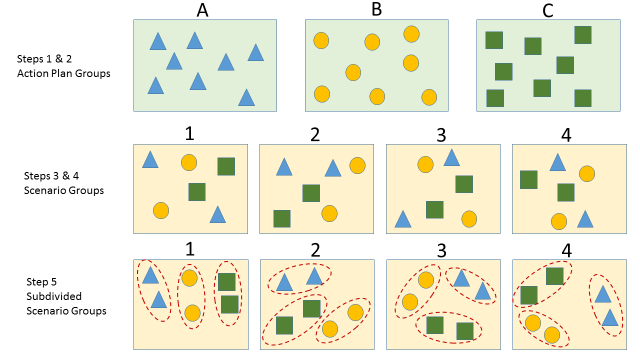 A B C
Steps 1 & 2
Action Plan Groups
1 2 3 4
Steps 3 & 4
Scenario Groups
1 2 3 4
Step 5
Subdivided
Scenario Groups